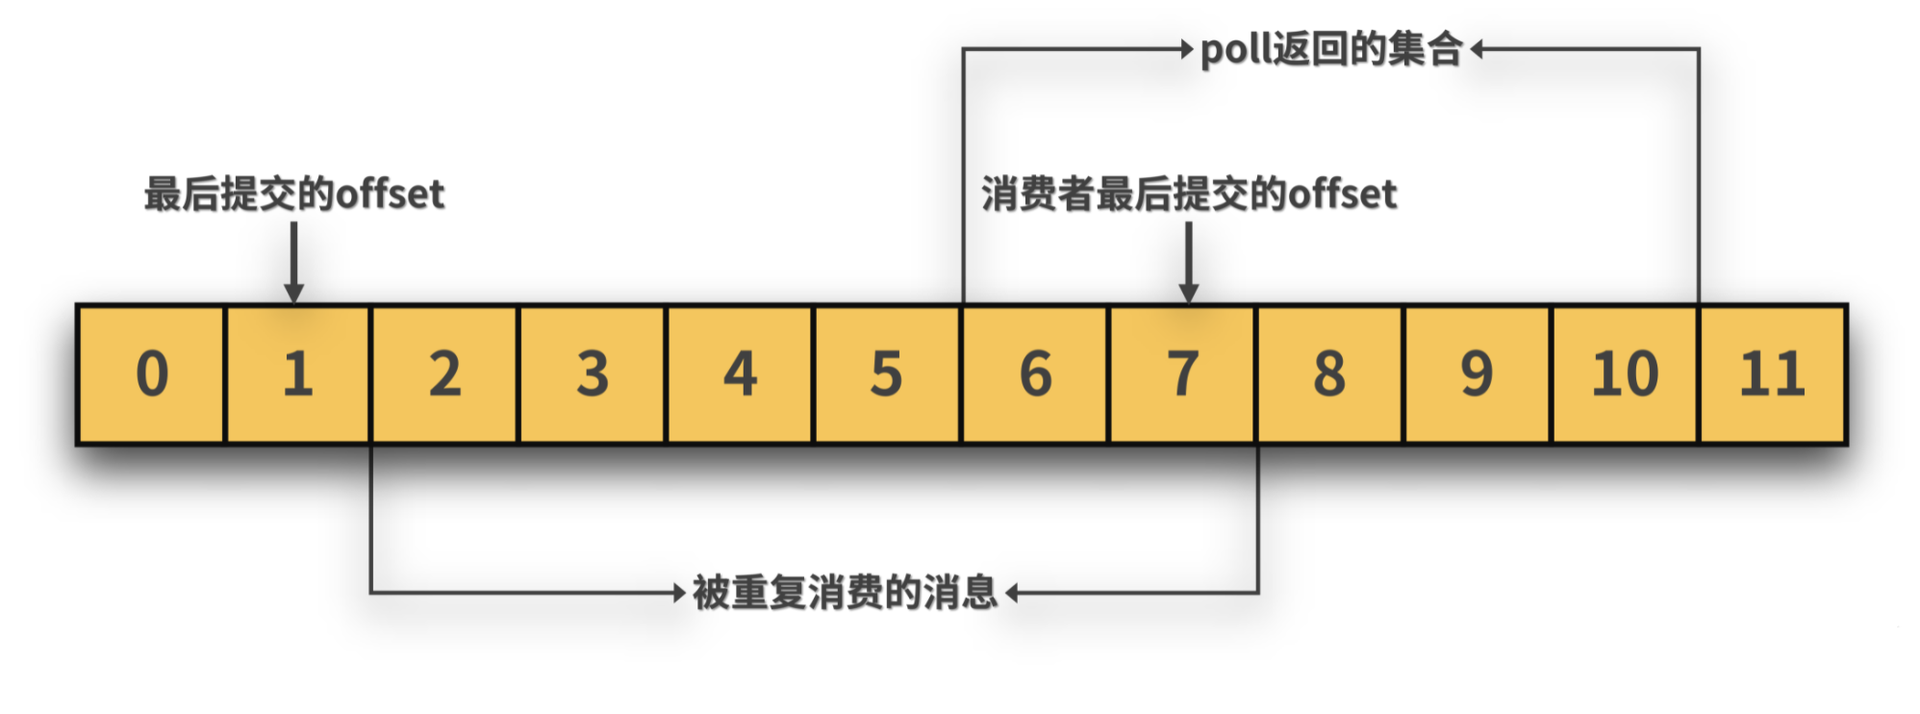 poll返回的集合
最后提交的offset
消费者最后提交的offset
0 1 2 3 4 5 6 7 8 9 10 11
被重复消费的消息